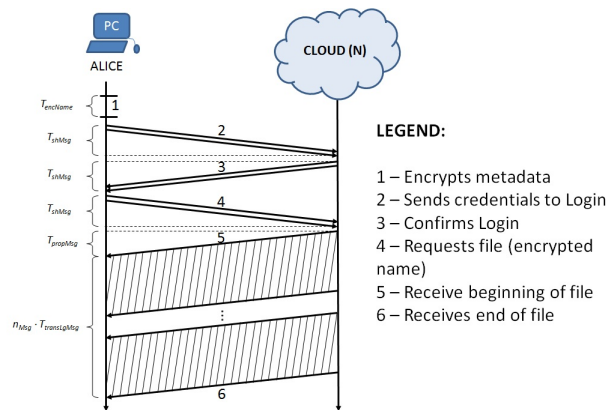 PC
ALICE
CLOUD (N)
T_encName
1
T_shMsg
2
T_shMsg
3
T_shMsg
4
T_propMsg
5
n_Msg · T_transLgMsg
⋮
6
LEGEND:
1 – Encrypts metadata
2 – Sends credentials to Login
3 – Confirms Login
4 – Requests file (encrypted
name)
5 – Receive beginning of file
6 – Receives end of file